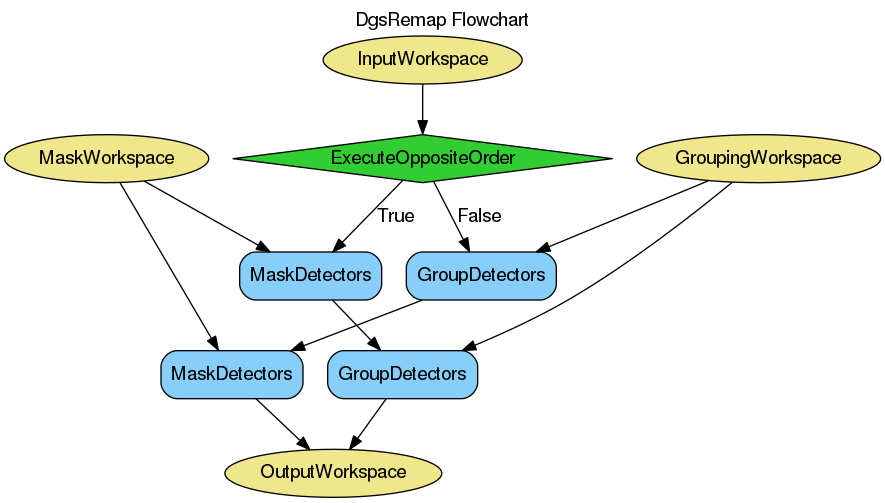 DgsRemap Flowchart
InputWorkspace
MaskWorkspace
ExecuteOppositeOrder
GroupingWorkspace
True
False
MaskDetectors
GroupDetectors
MaskDetectors
GroupDetectors
OutputWorkspace